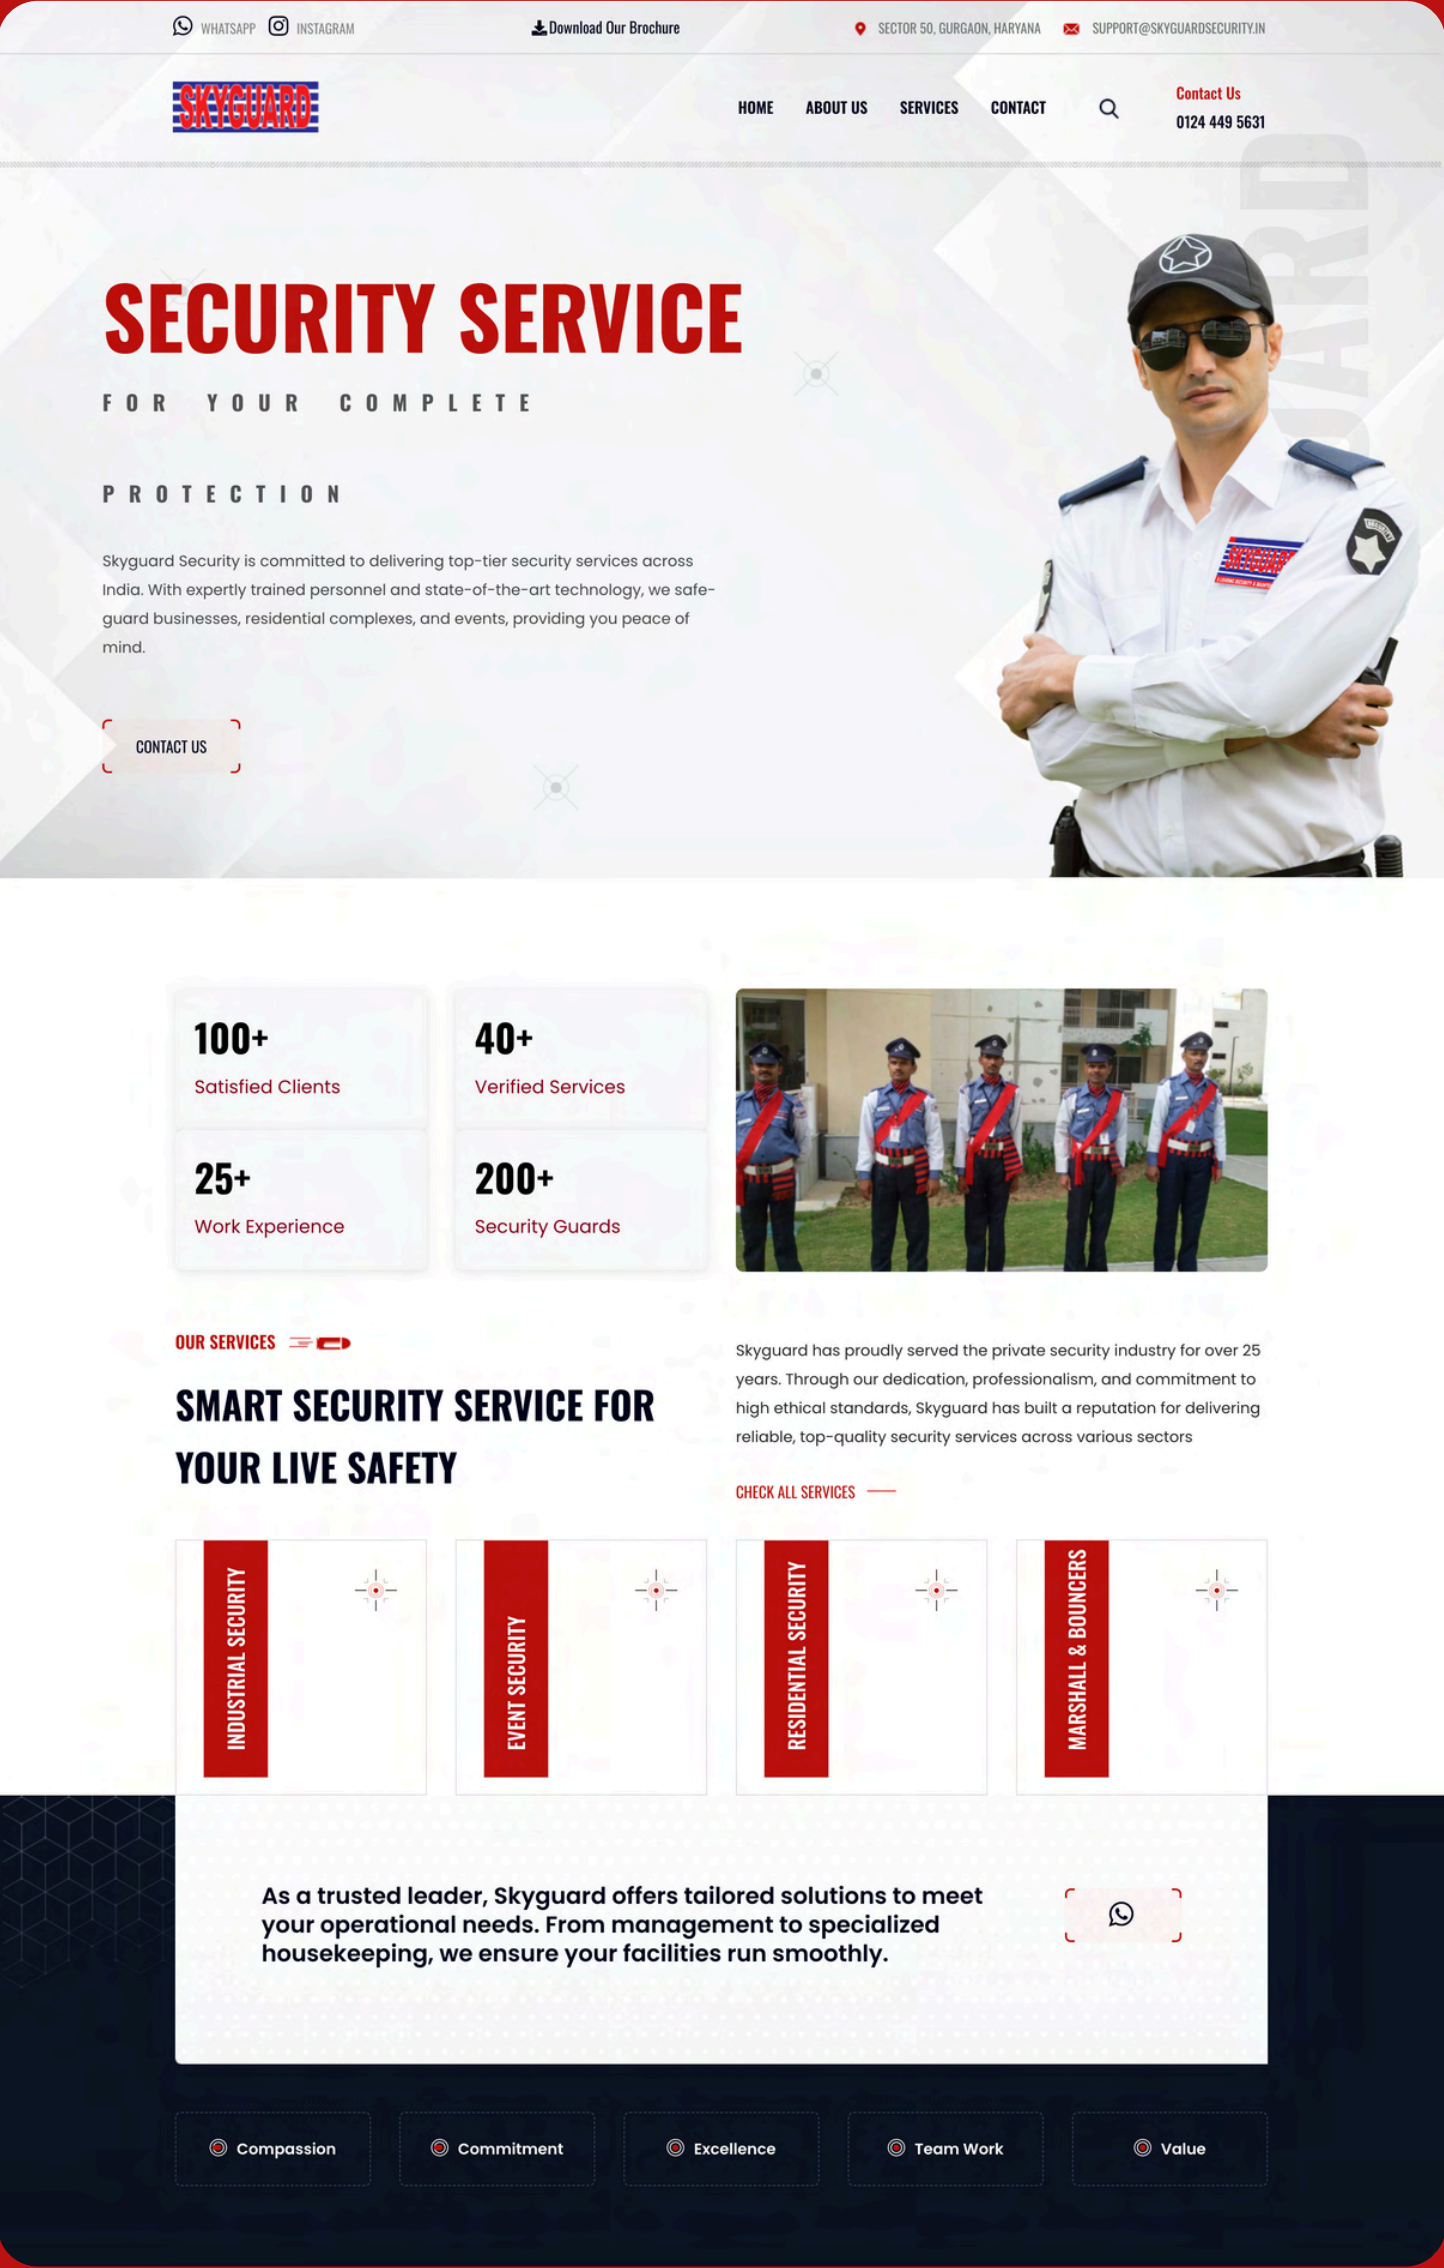 WHATSAPP INSTAGRAM
Download Our Brochure
SECTOR 50, GURGAON, HARYANA
SUPPORT@SKYGUARDSECURITY.IN
SKYGUARD
HOME ABOUT US SERVICES CONTACT
Contact Us
0124 449 5631
SECURITY SERVICE
FOR YOUR COMPLETE
PROTECTION
Skyguard Security is committed to delivering top-tier security services across
India. With expertly trained personnel and state-of-the-art technology, we safe-
guard businesses, residential complexes, and events, providing you peace of
mind.
CONTACT US
SKYGUARD
100+
Satisfied Clients
40+
Verified Services
25+
Work Experience
200+
Security Guards
OUR SERVICES
SMART SECURITY SERVICE FOR
YOUR LIVE SAFETY
Skyguard has proudly served the private security industry for over 25
years. Through our dedication, professionalism, and commitment to
high ethical standards, Skyguard has built a reputation for delivering
reliable, top-quality security services across various sectors
CHECK ALL SERVICES
INDUSTRIAL SECURITY
EVENT SECURITY
RESIDENTIAL SECURITY
MARSHALL & BOUNCERS
As a trusted leader, Skyguard offers tailored solutions to meet
your operational needs. From management to specialized
housekeeping, we ensure your facilities run smoothly.
Compassion
Commitment
Excellence
Team Work
Value